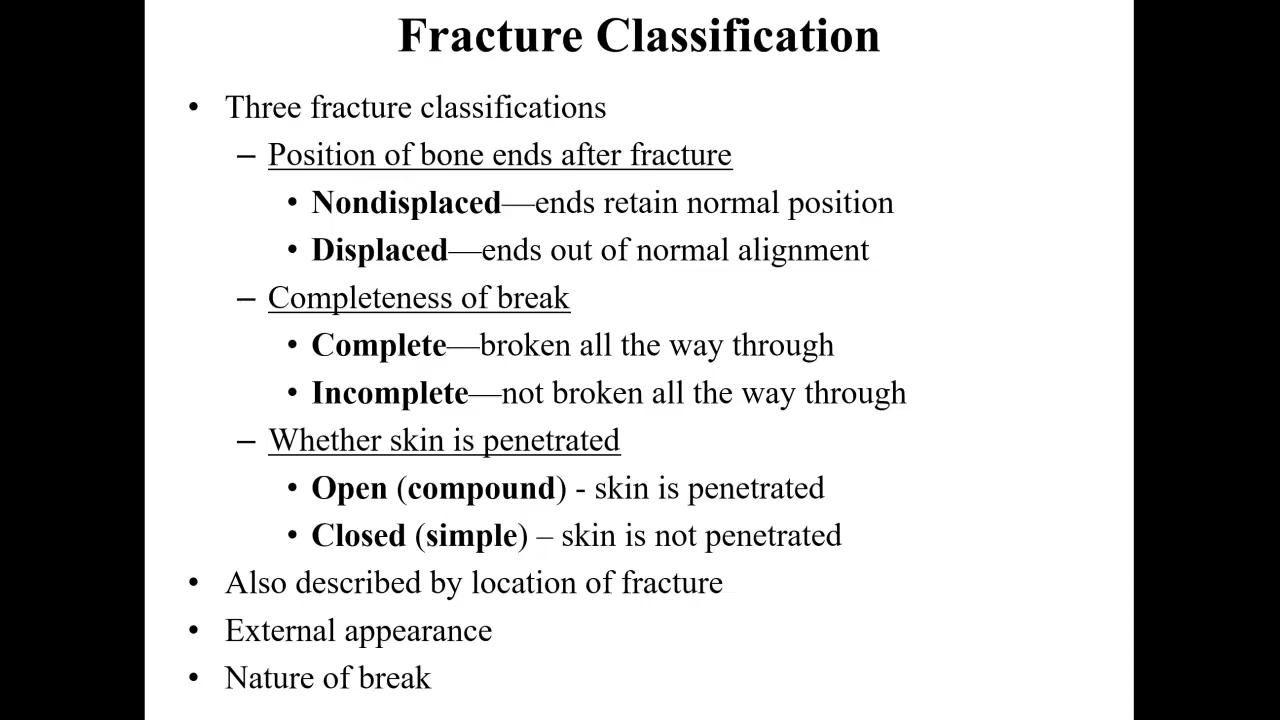 Fracture Classification
• Three fracture classifications
– Position of bone ends after fracture
• Nondisplaced—ends retain normal position
• Displaced—ends out of normal alignment
– Completeness of break
• Complete—broken all the way through
• Incomplete—not broken all the way through
– Whether skin is penetrated
• Open (compound) - skin is penetrated
• Closed (simple) – skin is not penetrated
• Also described by location of fracture
• External appearance
• Nature of break